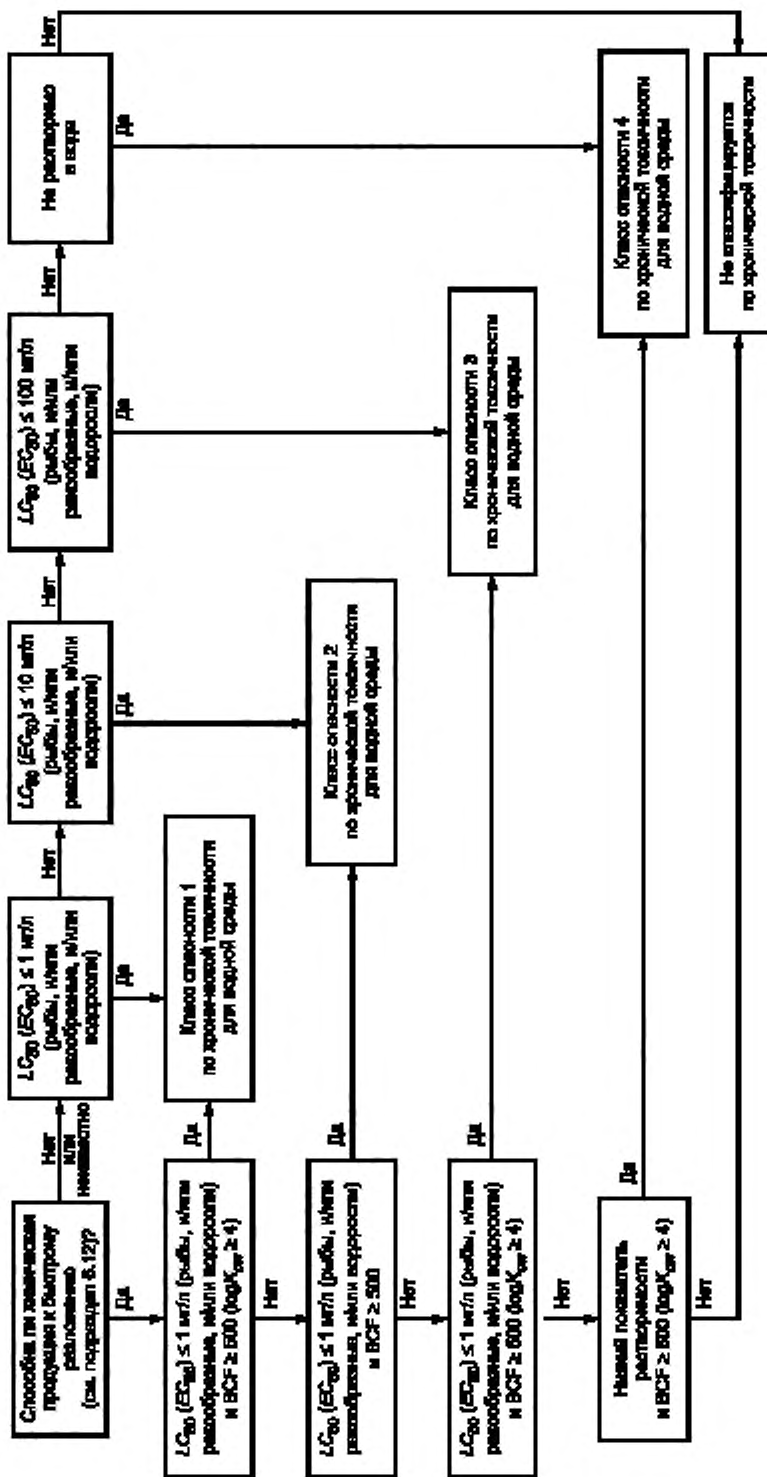 Способна ли химическая
продукция к быстрому
разложению
(см. подраздел 5.12)?
Нет
или
неизвестно
LC50 (EC50) ≤ 1 мг/л
(рыбы, и/или
ракообразные, и/или
водоросли)
Нет
LC50 (EC50) ≤ 10 мг/л
(рыбы, и/или
ракообразные, и/или
водоросли)
Нет
LC50 (EC50) ≤ 100 мг/л
(рыбы, и/или
ракообразные, и/или
водоросли)
Нет
Не растворимо
в воде
Нет
Да
Да
Да
Да
Да
LC50 (EC50) ≤ 1 мг/л (рыбы, и/или
ракообразные, и/или водоросли)
и BCF ≥ 500 (logKow ≥ 4)
Да
Класс опасности 1
по хронической токсичности
для водной среды
Нет
LC50 (EC50) ≤ 1 мг/л (рыбы, и/или
ракообразные, и/или водоросли)
и BCF ≥ 500
Да
Класс опасности 2
по хронической токсичности
для водной среды
Нет
LC50 (EC50) ≤ 1 мг/л (рыбы, и/или
ракообразные, и/или водоросли)
и BCF ≥ 500 (logKow ≥ 4)
Да
Класс опасности 3
по хронической токсичности
для водной среды
Нет
Низкий показатель
растворимости
и BCF ≥ 500 (logKow ≥ 4)
Да
Класс опасности 4
по хронической токсичности
для водной среды
Нет
Не классифицируется
по хронической токсичности